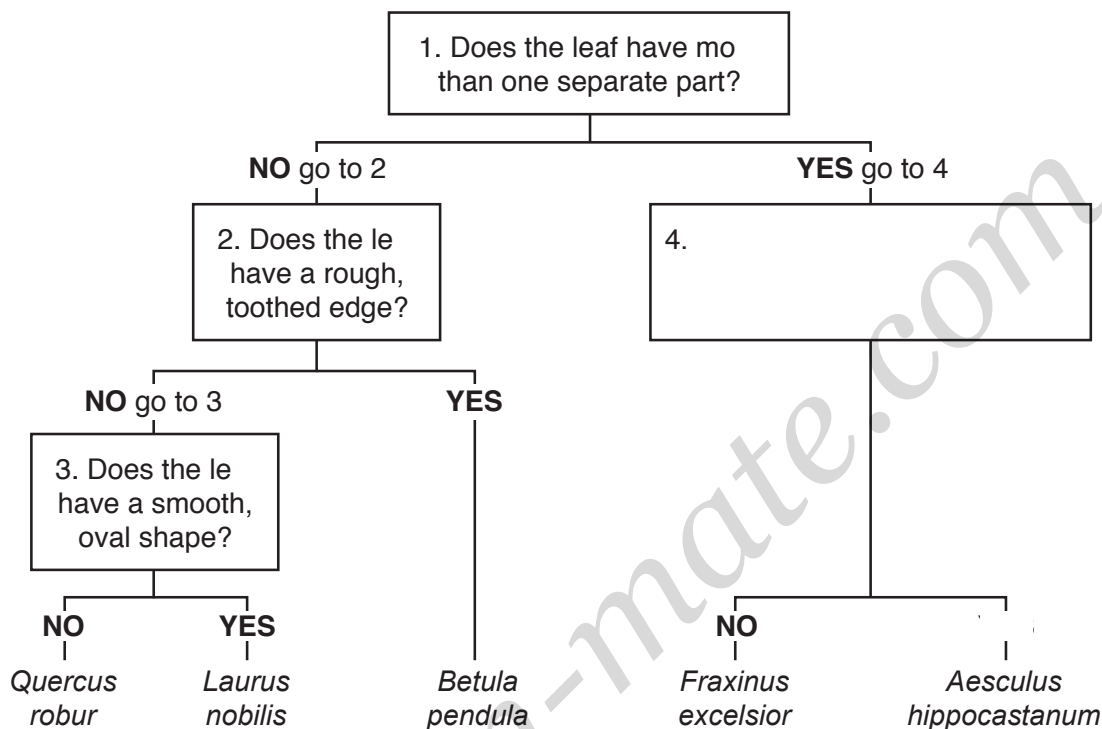 1. Does the leaf have mo
than one separate part?
NO go to 2
YES go to 4
2. Does the le
have a rough,
toothed edge?
4.
NO go to 3
YES
3. Does the le
have a smooth,
oval shape?
NO
YES
NO
Quercus
robur
Laurus
nobilis
Betula
pendula
Fraxinus
excelsior
Aesculus
hippocastanum
-mate.com